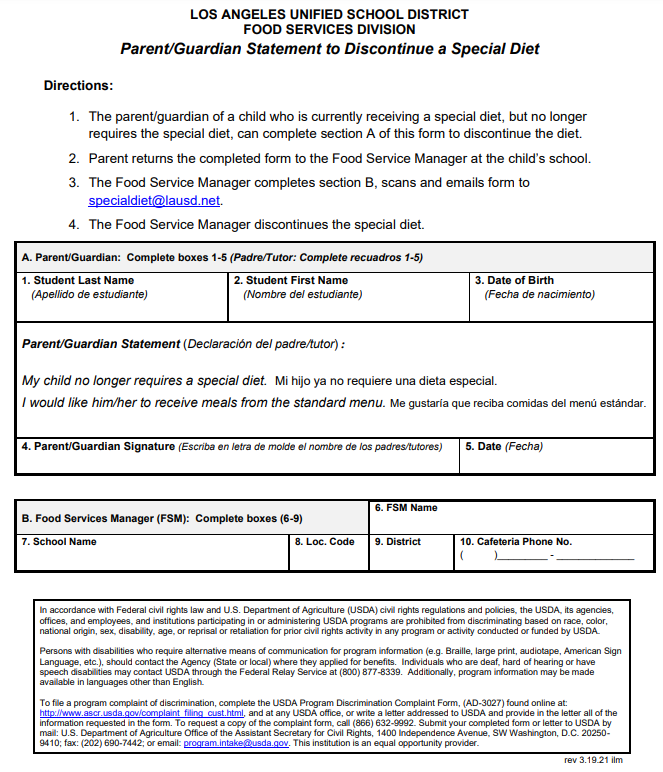 LOS ANGELES UNIFIED SCHOOL DISTRICT
FOOD SERVICES DIVISION
Parent/Guardian Statement to Discontinue a Special Diet
Directions:
1. The parent/guardian of a child who is currently receiving a special diet, but no longer
requires the special diet, can complete section A of this form to discontinue the diet.
2. Parent returns the completed form to the Food Service Manager at the child's school.
3. The Food Service Manager completes section B, scans and emails form to
specialdiet@lausd.net.
4. The Food Service Manager discontinues the special diet.
A. Parent/Guardian: Complete boxes 1-5 (Padre/Tutor: Complete recuadros 1-5)
1. Student Last Name
(Apellido de estudiante)
2. Student First Name
(Nombre del estudiante)
3. Date of Birth
(Fecha de nacimiento)
Parent/Guardian Statement (Declaración del padre/tutor) :
My child no longer requires a special diet. Mi hijo ya no requiere una dieta especial.
I would like him/her to receive meals from the standard menu. Me gustaría que reciba comidas del menú estándar.
4. Parent/Guardian Signature (Escriba en letra de molde el nombre de los padres/tutores)
5. Date (Fecha)
B. Food Services Manager (FSM): Complete boxes (6-9)
6. FSM Name
7. School Name
8. Loc. Code
9. District
10. Cafeteria Phone No.
( )_________ - ______________
In accordance with Federal civil rights law and U.S. Department of Agriculture (USDA) civil rights regulations and policies, the USDA, its agencies,
offices, and employees, and institutions participating in or administering USDA programs are prohibited from discriminating based on race, color,
national origin, sex, disability, age, or reprisal or retaliation for prior civil rights activity in any program or activity conducted or funded by USDA.
Persons with disabilities who require alternative means of communication for program information (e.g. Braille, large print, audiotape, American Sign
Language, etc.), should contact the Agency (State or local) where they applied for benefits. Individuals who are deaf, hard of hearing or have
speech disabilities may contact USDA through the Federal Relay Service at (800) 877-8339. Additionally, program information may be made
available in languages other than English.
To file a program complaint of discrimination, complete the USDA Program Discrimination Complaint Form, (AD-3027) found online at:
http://www.ascr.usda.gov/complaint_filing_cust.html, and at any USDA office, or write a letter addressed to USDA and provide in the letter all of the
information requested in the form. To request a copy of the complaint form, call (866) 632-9992. Submit your completed form or letter to USDA by
mail: U.S. Department of Agriculture Office of the Assistant Secretary for Civil Rights, 1400 Independence Avenue, SW Washington, D.C. 20250-
9410; fax: (202) 690-7442; or email: program.intake@usda.gov. This institution is an equal opportunity provider.
rev 3.19.21 ilm